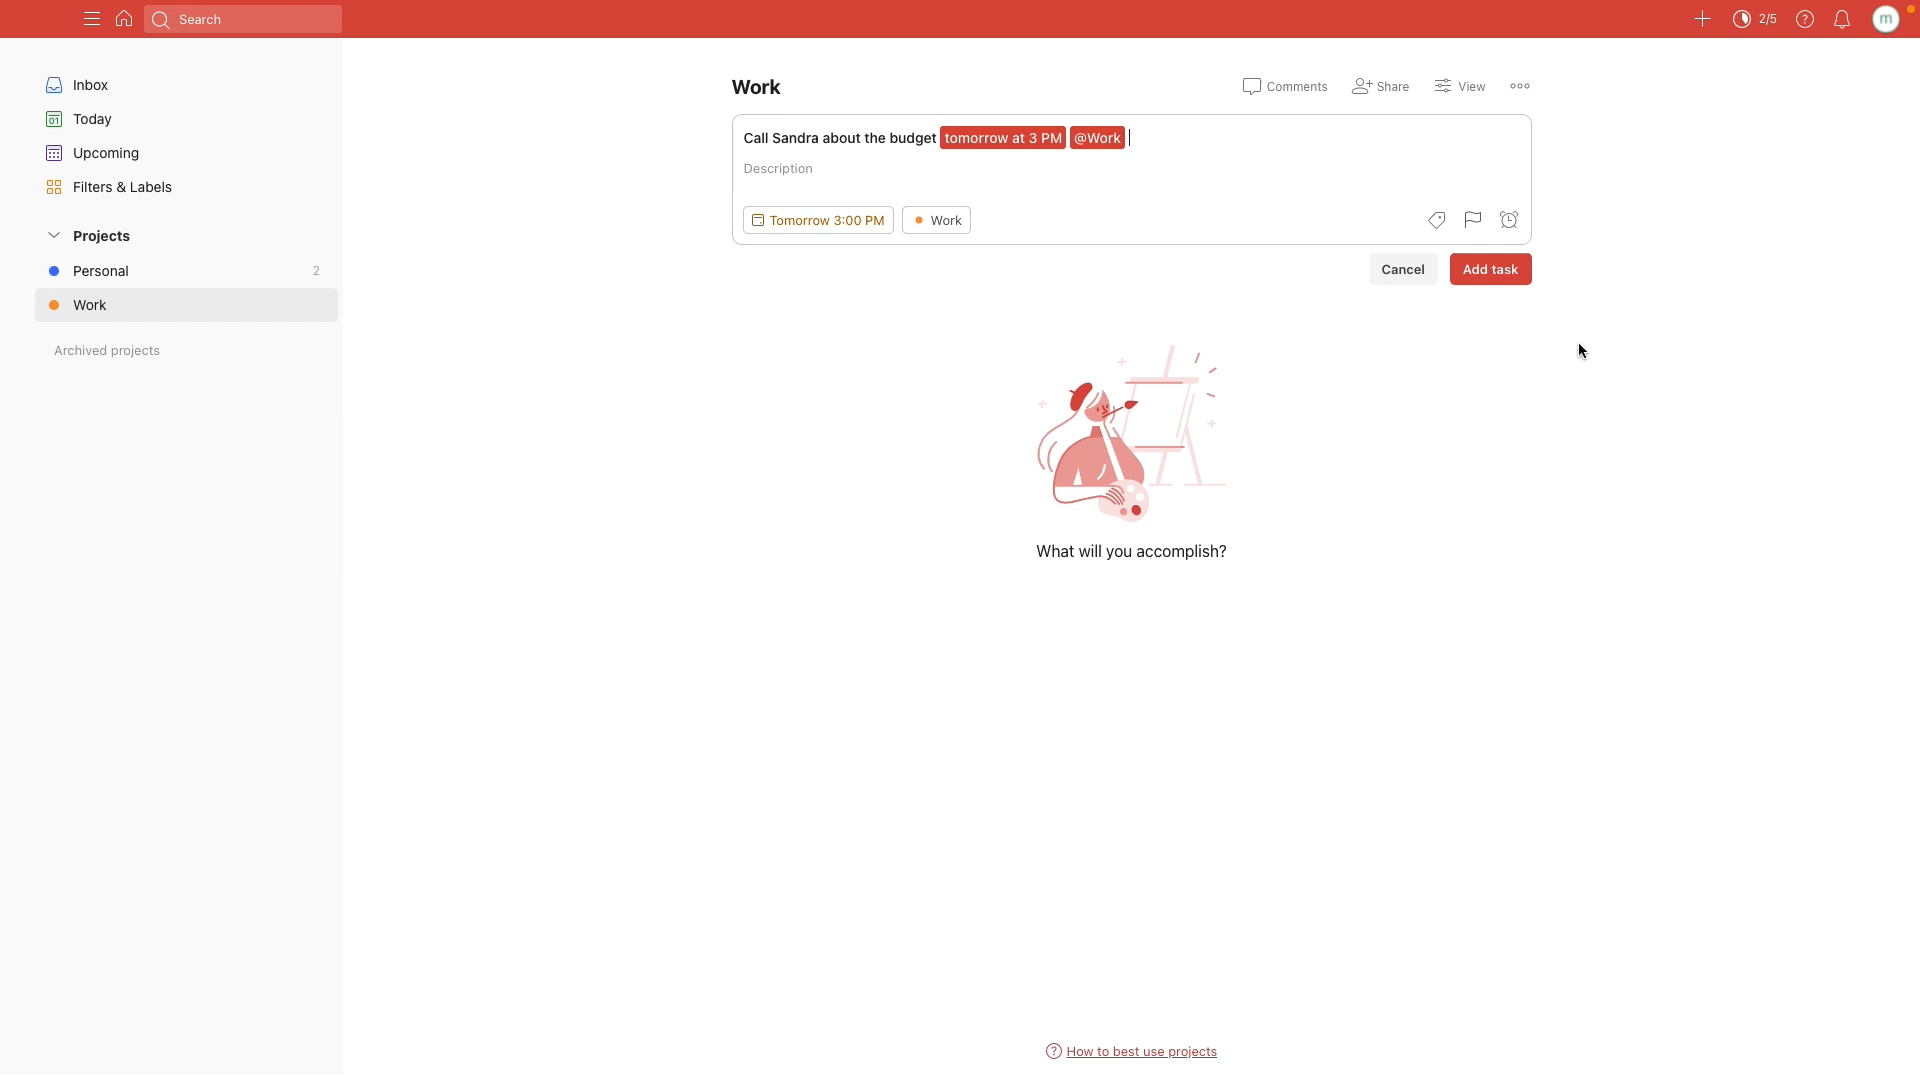 Search
2/5
m
Inbox
01
Today
Upcoming
Filters & Labels
Projects
Personal 2
Work
Archived projects
Work
Comments
Share
View
Call Sandra about the budget tomorrow at 3 PM @Work
Description
Tomorrow 3:00 PM
Work
Cancel
Add task
What will you accomplish?
? How to best use projects